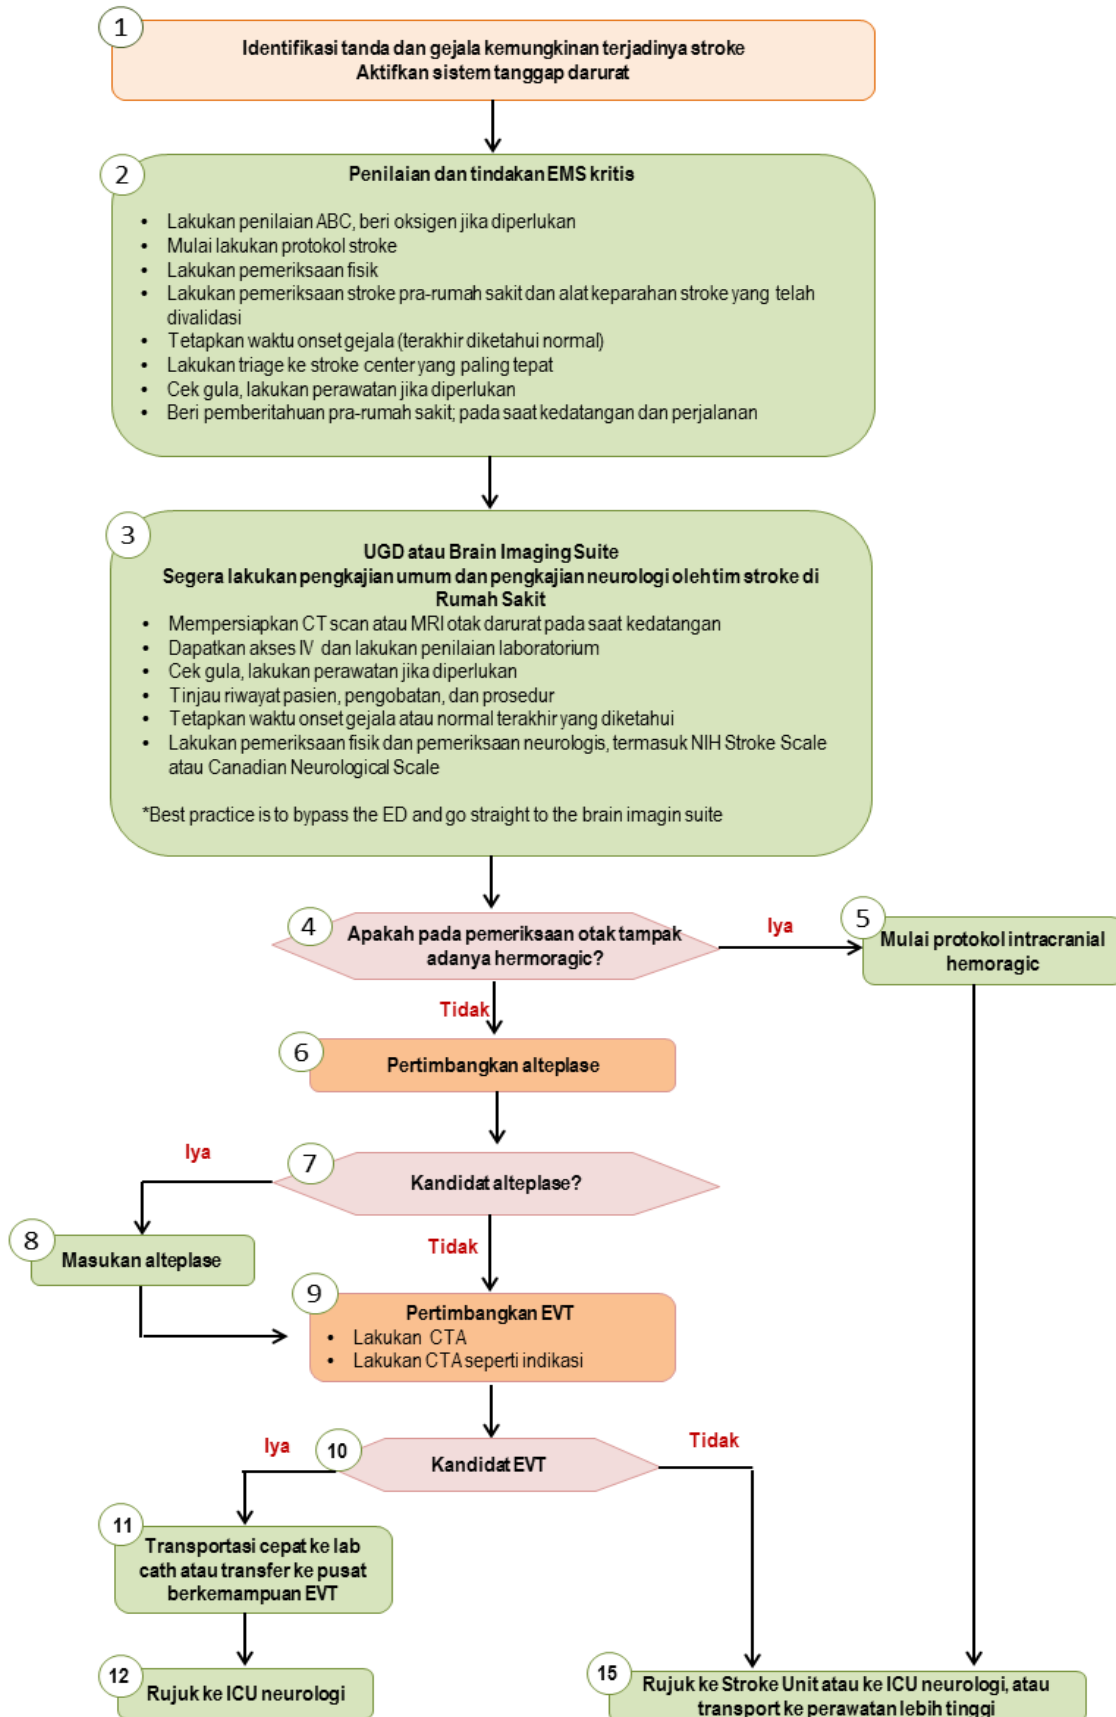 1
Identifikasi tanda dan gejala kemungkinan terjadinya stroke
Aktifkan sistem tanggap darurat
2
Penilaian dan tindakan EMS kritis
• Lakukan penilaian ABC, beri oksigen jika diperlukan
• Mulai lakukan protokol stroke
• Lakukan pemeriksaan fisik
• Lakukan pemeriksaan stroke pra-rumah sakit dan alat keparahan stroke yang telah
divalidasi
• Tetapkan waktu onset gejala (terakhir diketahui normal)
• Lakukan triage ke stroke center yang paling tepat
• Cek gula, lakukan perawatan jika diperlukan
• Beri pemberitahuan pra-rumah sakit; pada saat kedatangan dan perjalanan
3
UGD atau Brain Imaging Suite
Segera lakukan pengkajian umum dan pengkajian neurologi oleh tim stroke di
Rumah Sakit
• Mempersiapkan CT scan atau MRI otak darurat pada saat kedatangan
• Dapatkan akses IV dan lakukan penilaian laboratorium
• Cek gula, lakukan perawatan jika diperlukan
• Tinjau riwayat pasien, pengobatan, dan prosedur
• Tetapkan waktu onset gejala atau normal terakhir yang diketahui
• Lakukan pemeriksaan fisik dan pemeriksaan neurologis, termasuk NIH Stroke Scale
atau Canadian Neurological Scale
*Best practice is to bypass the ED and go straight to the brain imagin suite
4
Apakah pada pemeriksaan otak tampak
adanya hermoragic?
Iya
5
Mulai protokol intracranial
hemoragic
Tidak
6
Pertimbangkan alteplase
Iya
7
Kandidat alteplase?
8
Masukan alteplase
Tidak
9
Pertimbangkan EVT
• Lakukan CTA
• Lakukan CTA seperti indikasi
Iya
10
Kandidat EVT
Tidak
11
Transportasi cepat ke lab
cath atau transfer ke pusat
berkemampuan EVT
12
Rujuk ke ICU neurologi
15
Rujuk ke Stroke Unit atau ke ICU neurologi, atau
transport ke perawatan lebih tinggi